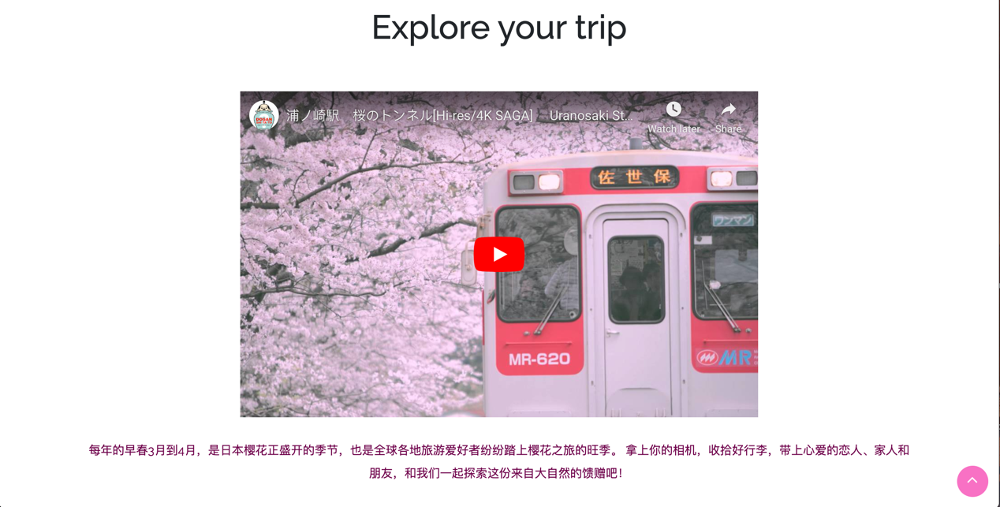 Explore your trip
DOGAN
浦ノ崎駅　桜のトンネル[Hi-res/4K SAGA]　Uranosaki St...
Watch later
Share
佐世保
ワンマン
MR-620
MR
每年的早春3月到4月，是日本樱花正盛开的季节，也是全球各地旅游爱好者纷纷踏上樱花之旅的旺季。 拿上你的相机，收拾好行李，带上心爱的恋人、家人和
朋友，和我们一起探索这份来自大自然的馈赠吧！